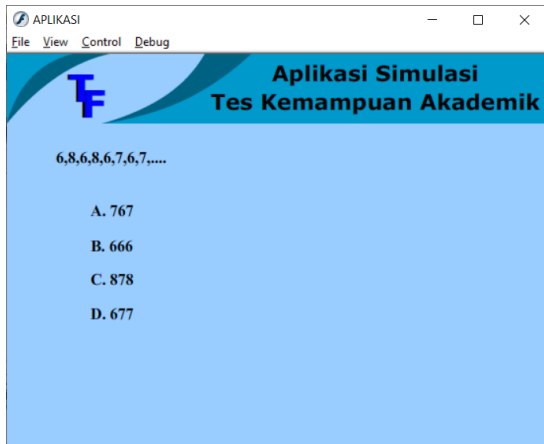 APLIKASI
File View Control Debug
TF
Aplikasi Simulasi
Tes Kemampuan Akademik
6,8,6,8,6,7,6,7,....
A. 767
B. 666
C. 878
D. 677